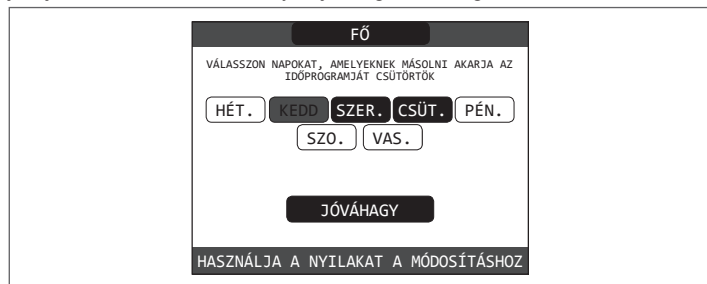 FŐ
VÁLASSZON NAPOKAT, AMELYEKNEK MÁSOLNI AKARJA AZ
IDŐPROGRAMJÁT CSÜTÖRTÖK
HÉT. KEDD SZER. CSÜT. PÉN.
SZO. VAS.
JÓVÁHAGY
HASZNÁLJA A NYILAKAT A MÓDOSÍTÁSHOZ